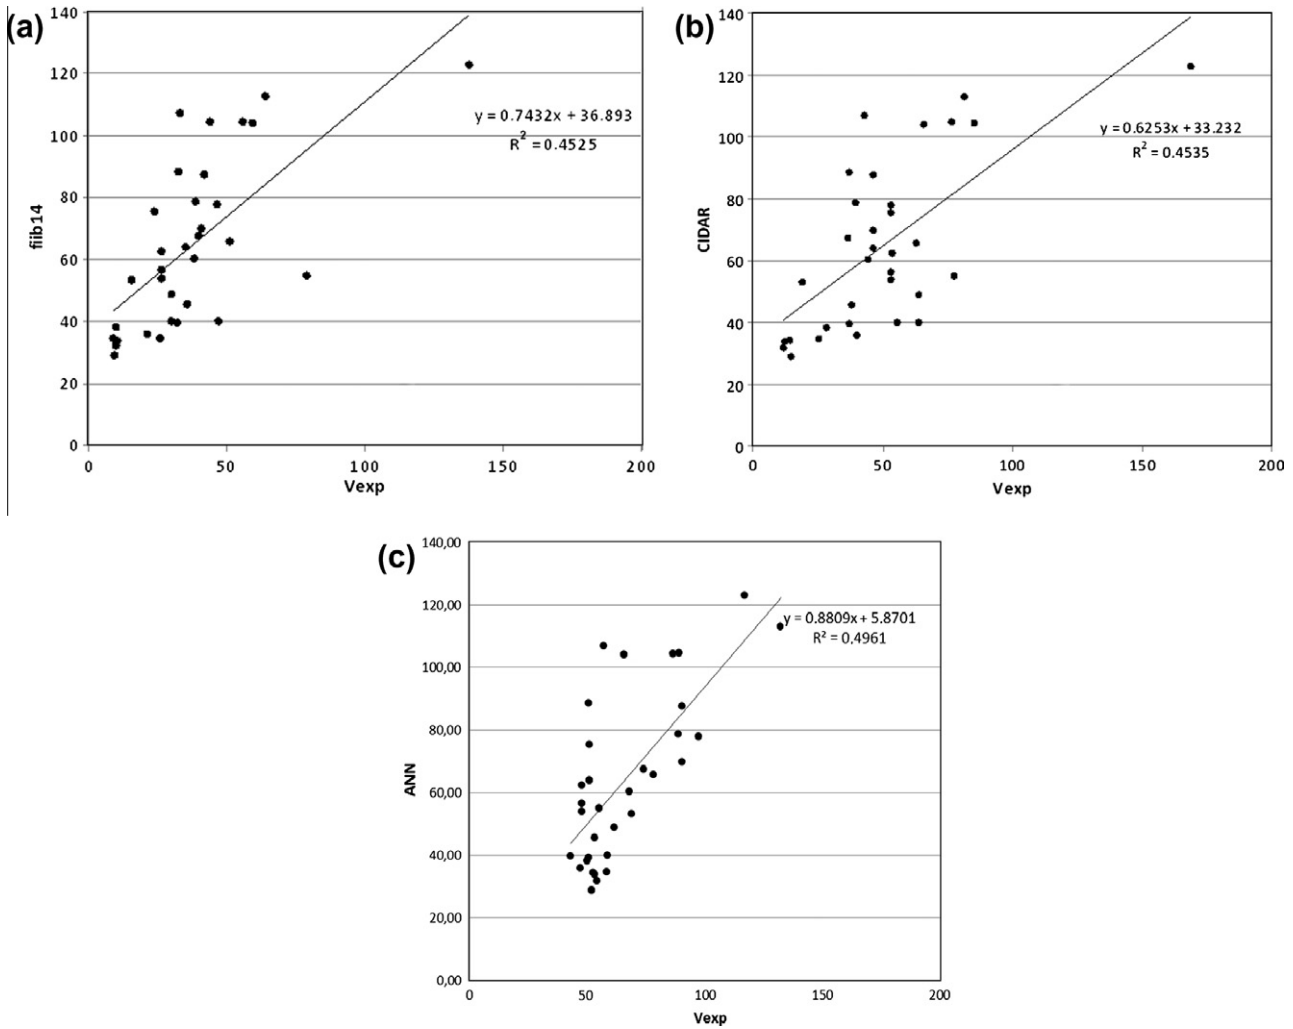 (a)
140
120
100
80
60
40
20
0
fiib14
y = 0.7432x + 36.893
R² = 0.4525
0 50 100 150 200
Vexp
(b)
140
120
100
80
60
40
20
0
CIDAR
y = 0.6253x + 33.232
R² = 0.4535
0 50 100 150 200
Vexp
(c)
140,00
120,00
100,00
80,00
60,00
40,00
20,00
0,00
ANN
y = 0.8809x + 5.8701
R² = 0.4961
0 50 100 150 200
Vexp